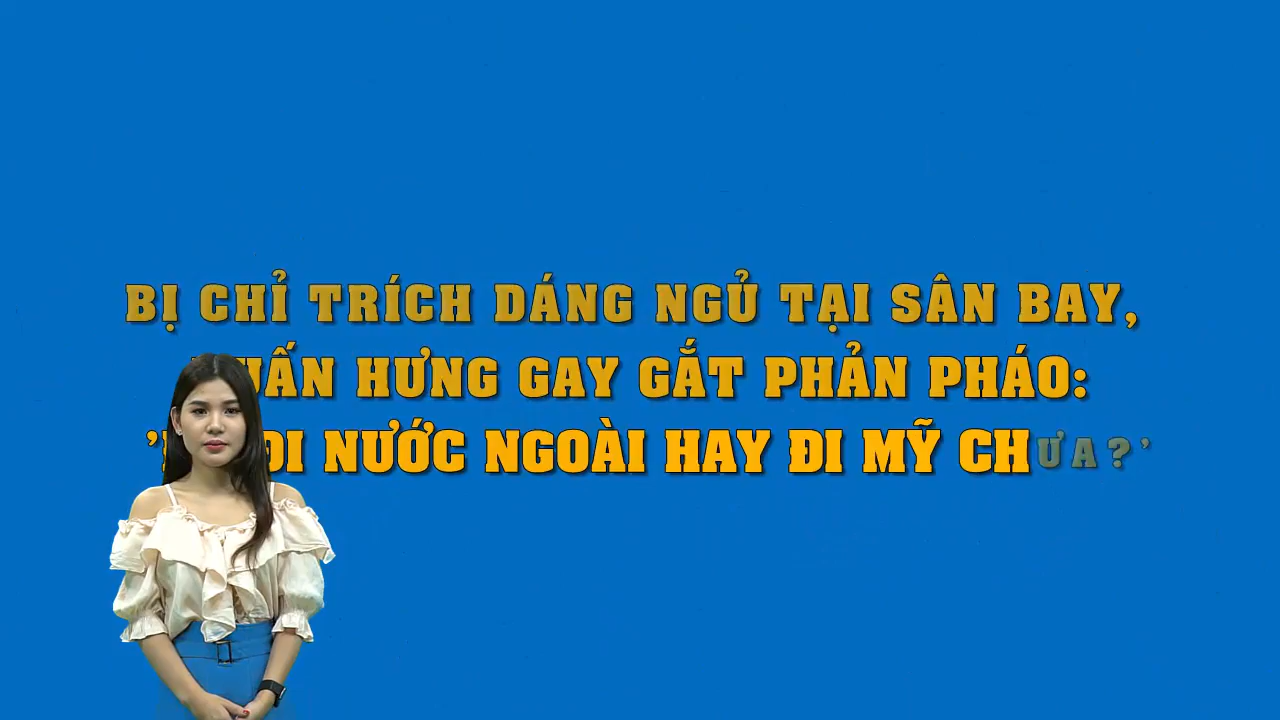 BỊ CHỈ TRÍCH DÁNG NGỦ TẠI SÂN BAY,
HƯNG GAY GẮT PHẢN PHÁO:
ĐI NƯỚC NGOÀI HAY ĐI MỸ CHƯA?'